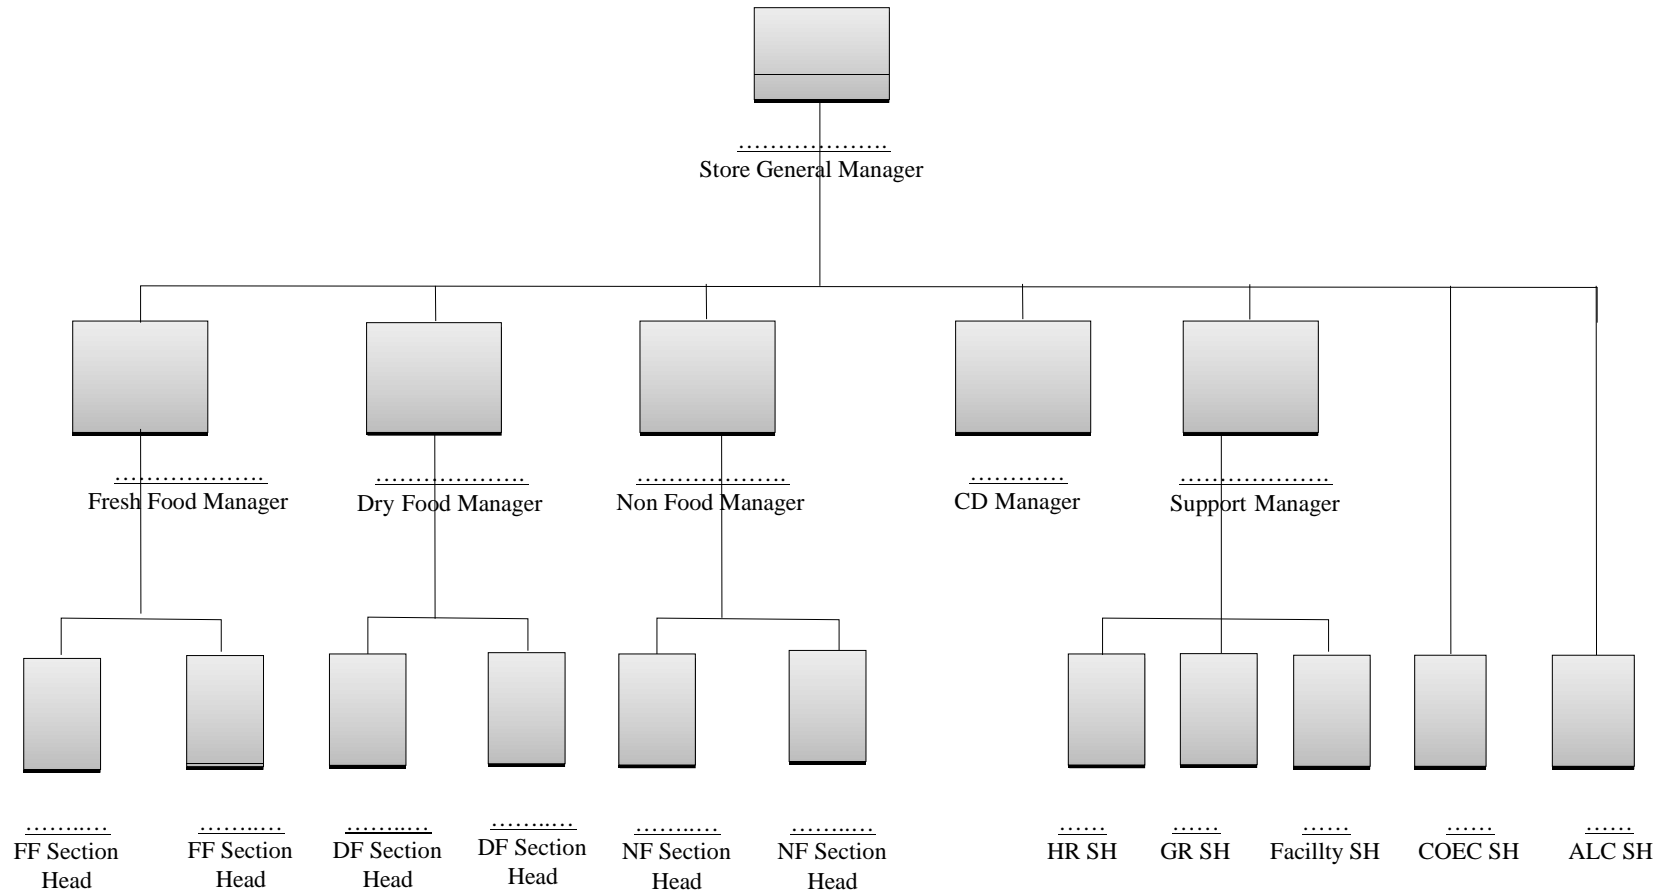 ………………….
Store General Manager
……………….
Fresh Food Manager
……………….
Dry Food Manager
………………….
Non Food Manager
…………
CD Manager
……………….
Support Manager
……..…
FF Section
Head
……..…
FF Section
Head
……..…
DF Section
Head
……..…
DF Section
Head
……..…
NF Section
Head
……..…
NF Section
Head
……
HR SH
……
GR SH
……
Facillty SH
……
COEC SH
……
ALC SH